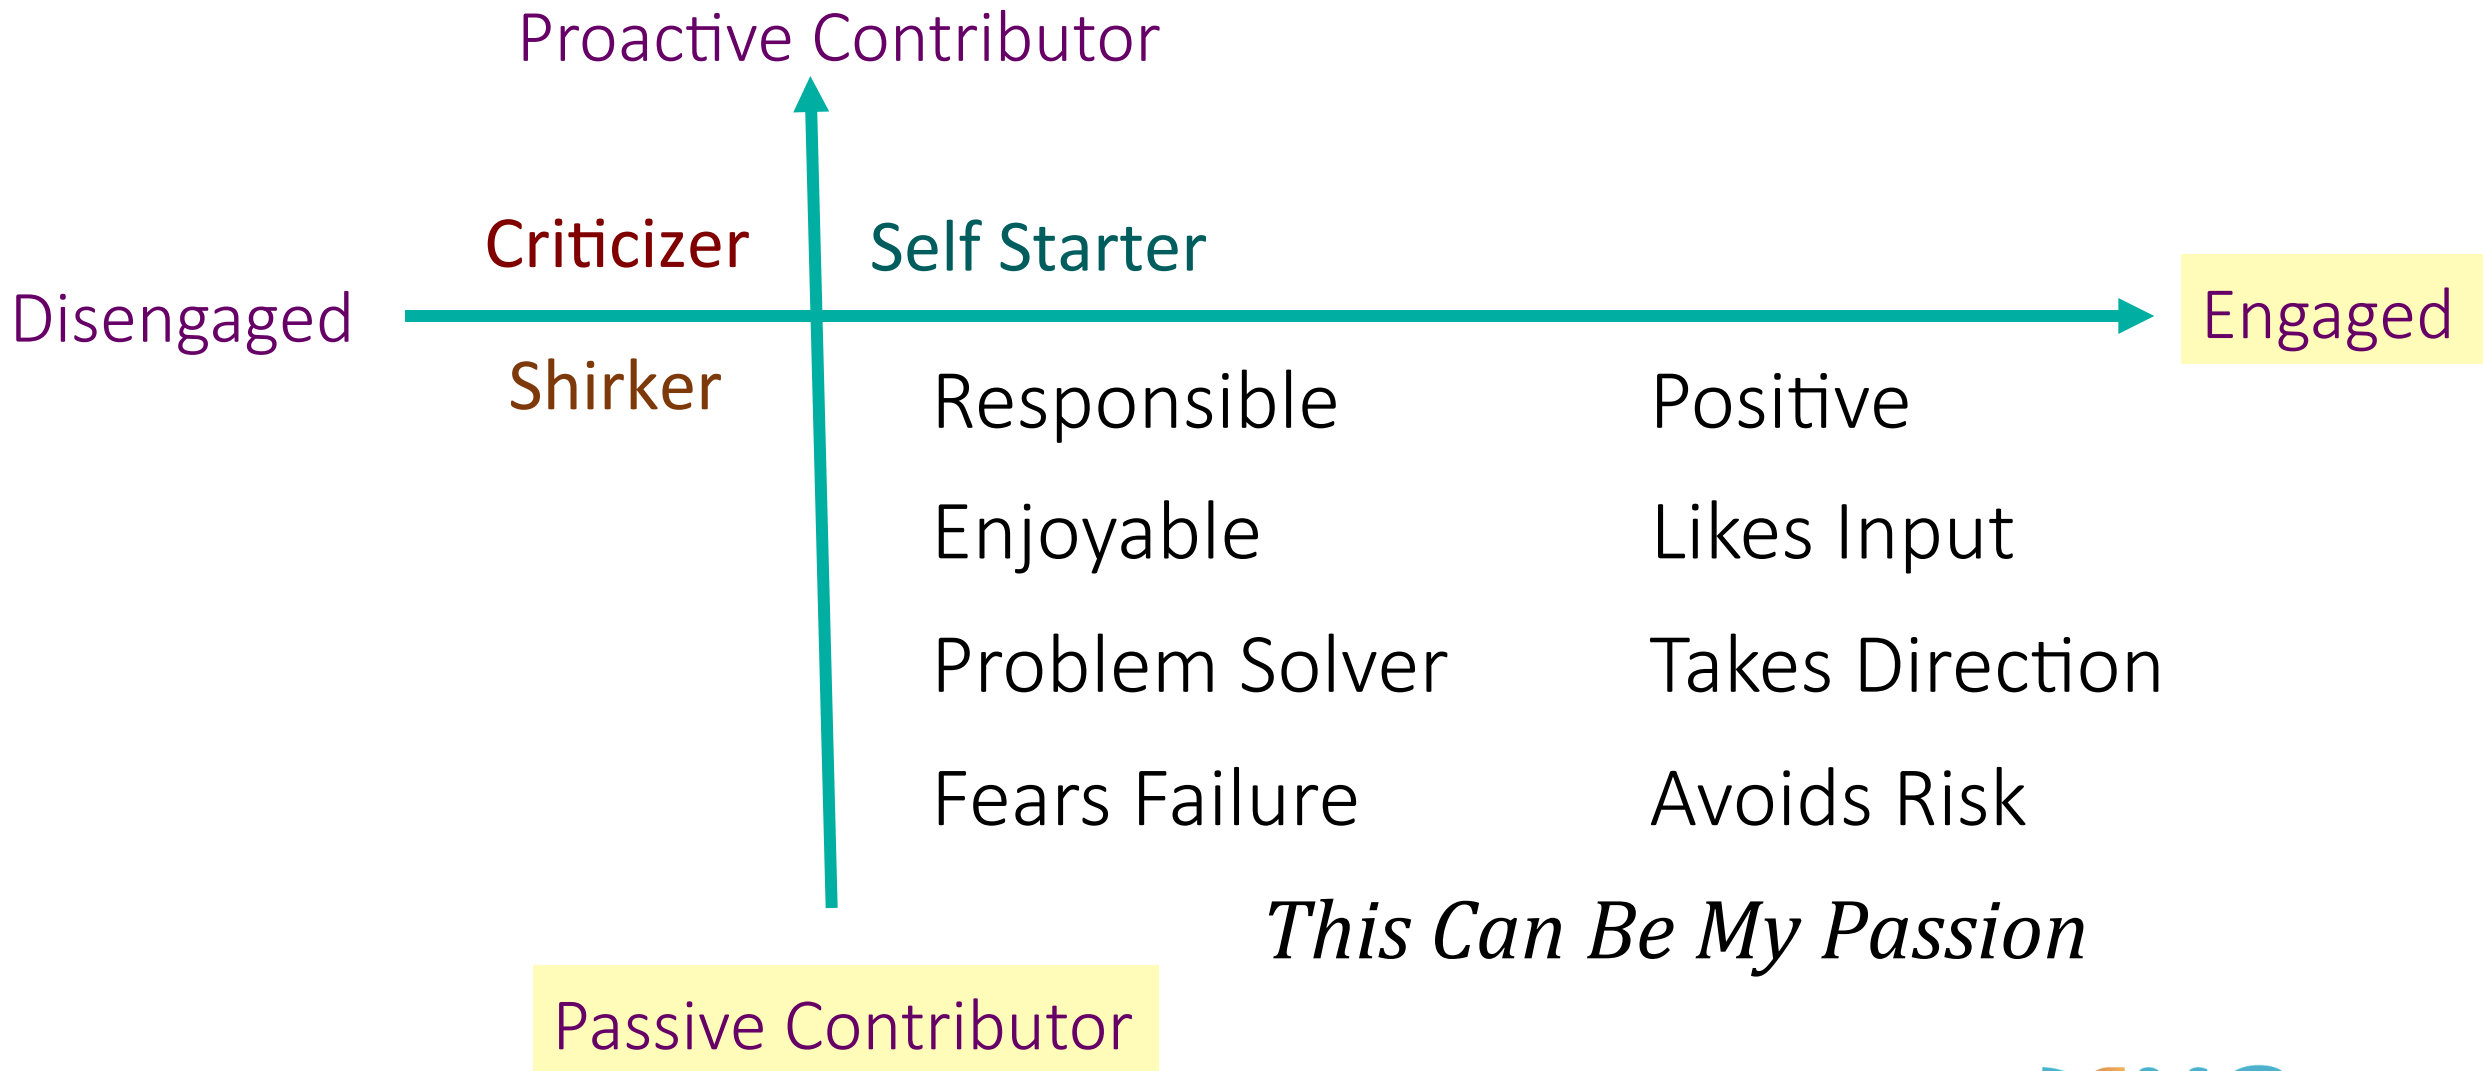 Proactive Contributor
Criticizer
Self Starter
Disengaged
Engaged
Shirker
Responsible
Positive
Enjoyable
Likes Input
Problem Solver
Takes Direction
Fears Failure
Avoids Risk
This Can Be My Passion
Passive Contributor